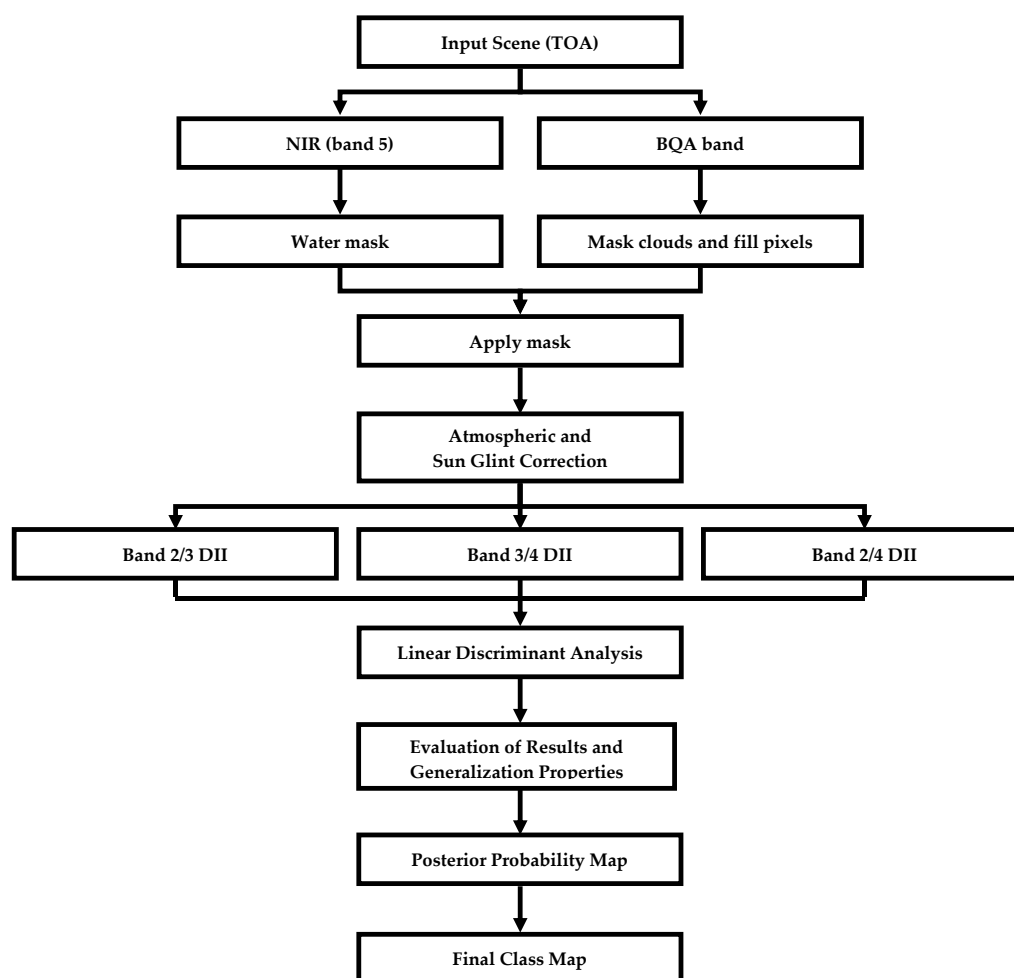 Input Scene (TOA)
NIR (band 5)
BQA band
Water mask
Mask clouds and fill pixels
Apply mask
Atmospheric and
Sun Glint Correction
Band 2/3 DII
Band 3/4 DII
Band 2/4 DII
Linear Discriminant Analysis
Evaluation of Results and
Generalization Properties
Posterior Probability Map
Final Class Map